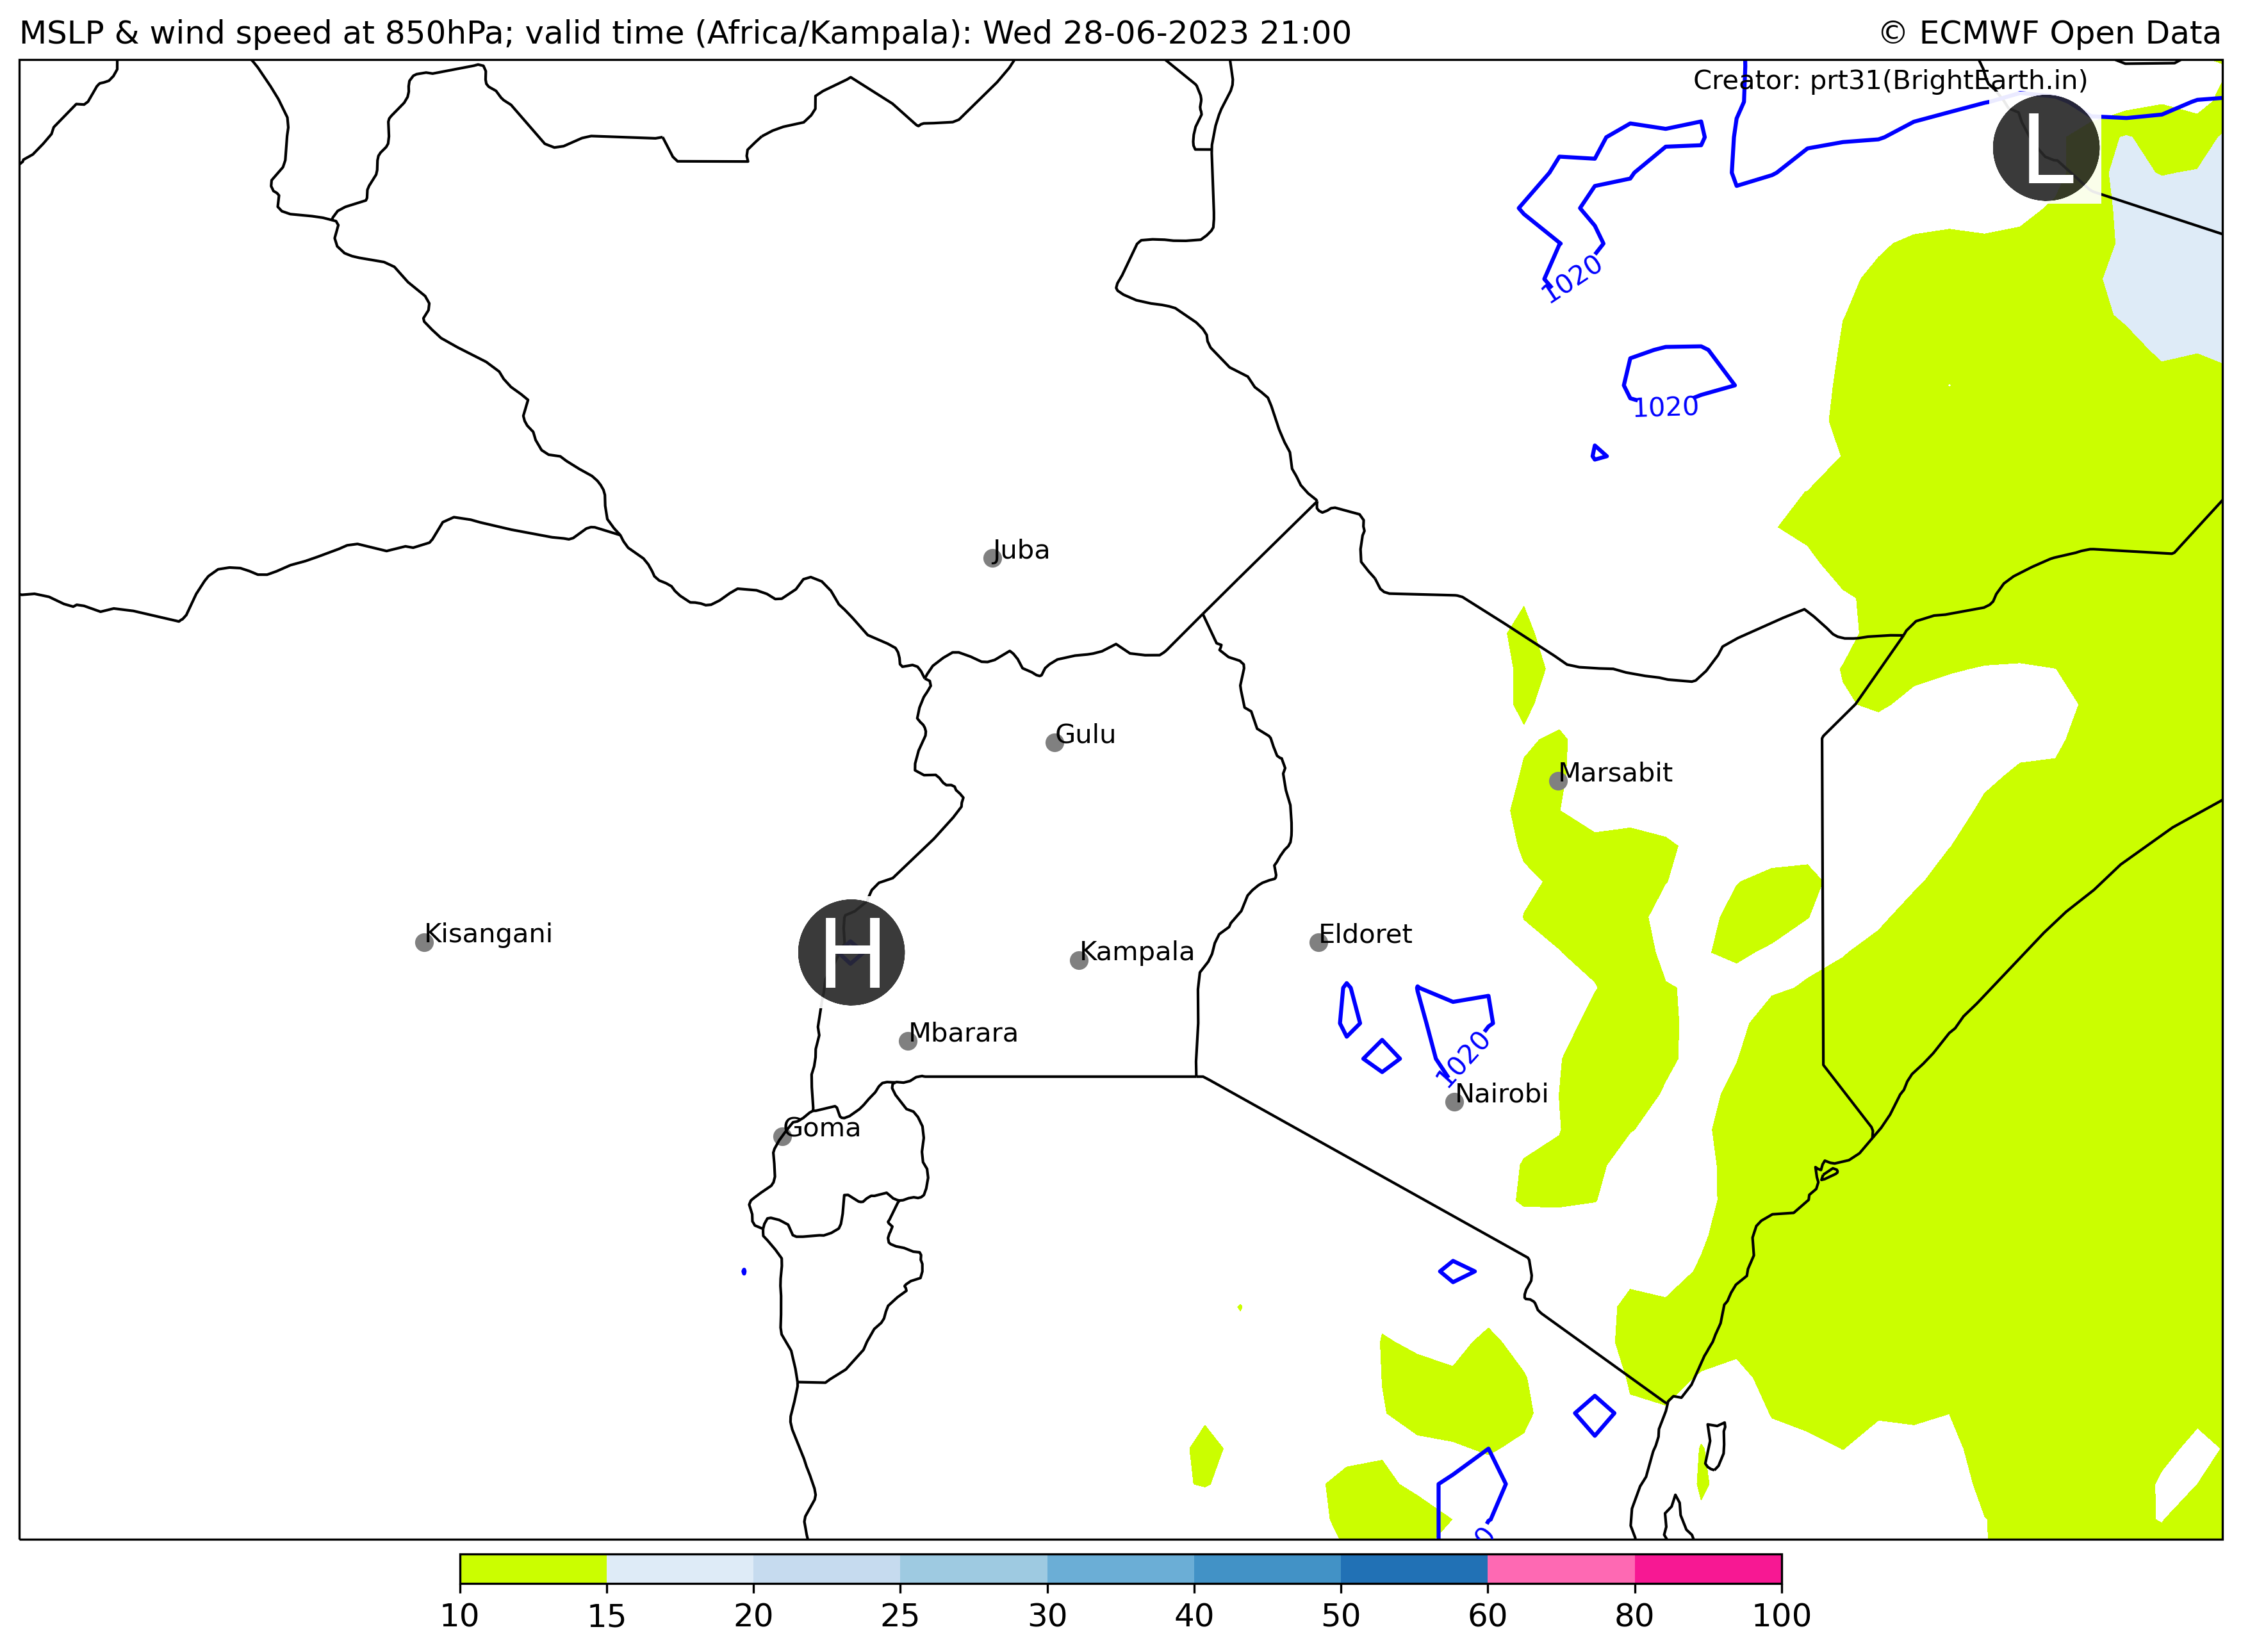 MSLP & wind speed at 850hPa; valid time (Africa/Kampala): Wed 28-06-2023 21:00
© ECMWF Open Data
Creator: prt31(BrightEarth.in)
L
1020
1020
Juba
Gulu
Marsabit
Kisangani
H
Kampala
Eldoret
Mbarara
1020
Nairobi
Goma
0
10 15 20 25 30 40 50 60 80 100